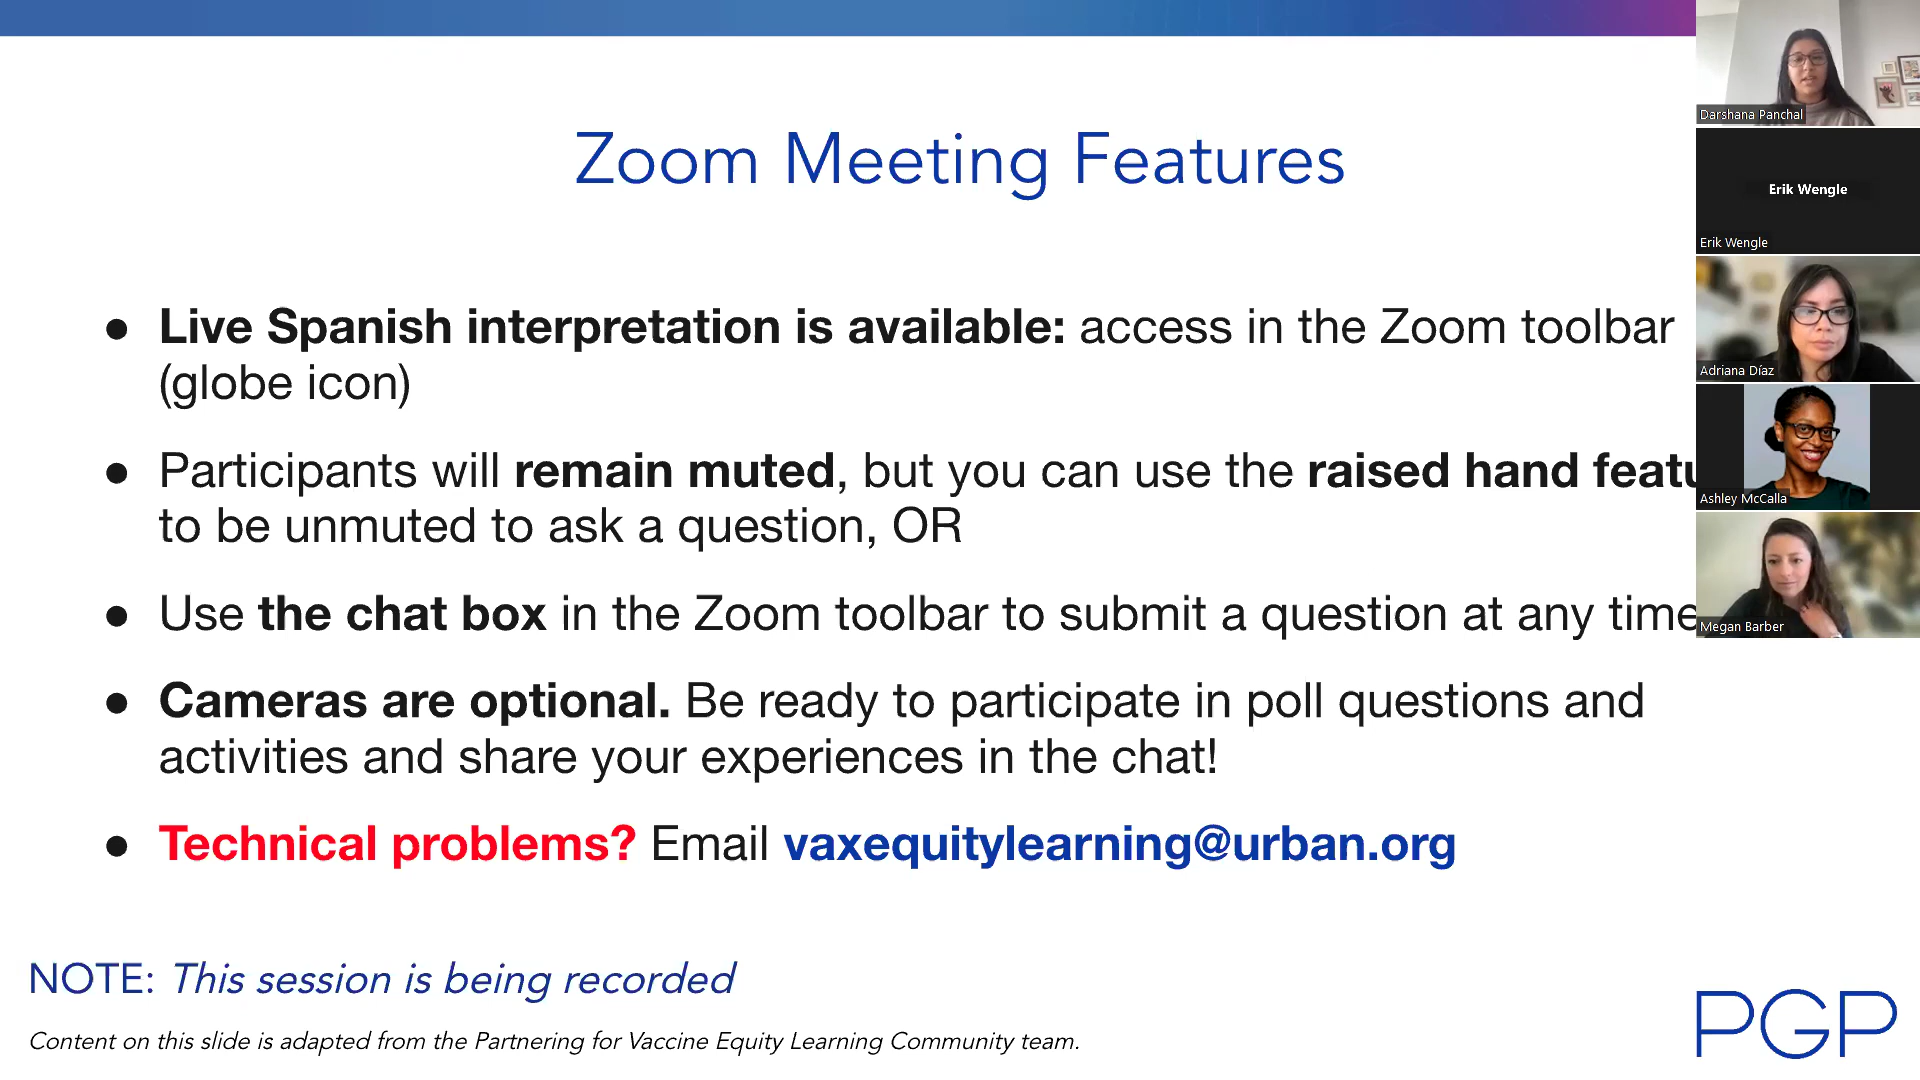 Zoom Meeting Features
● Live Spanish interpretation is available: access in the Zoom toolbar
(globe icon)
● Participants will remain muted, but you can use the raised hand featu
to be unmuted to ask a question, OR
● Use the chat box in the Zoom toolbar to submit a question at any time
● Cameras are optional. Be ready to participate in poll questions and
activities and share your experiences in the chat!
● Technical problems? Email vaxequitylearning@urban.org
NOTE: This session is being recorded
Content on this slide is adapted from the Partnering for Vaccine Equity Learning Community team.
PGP
Darshana Panchal
Erik Wengle
Erik Wengle
Adriana Díaz
Ashley McCalla
Megan Barber